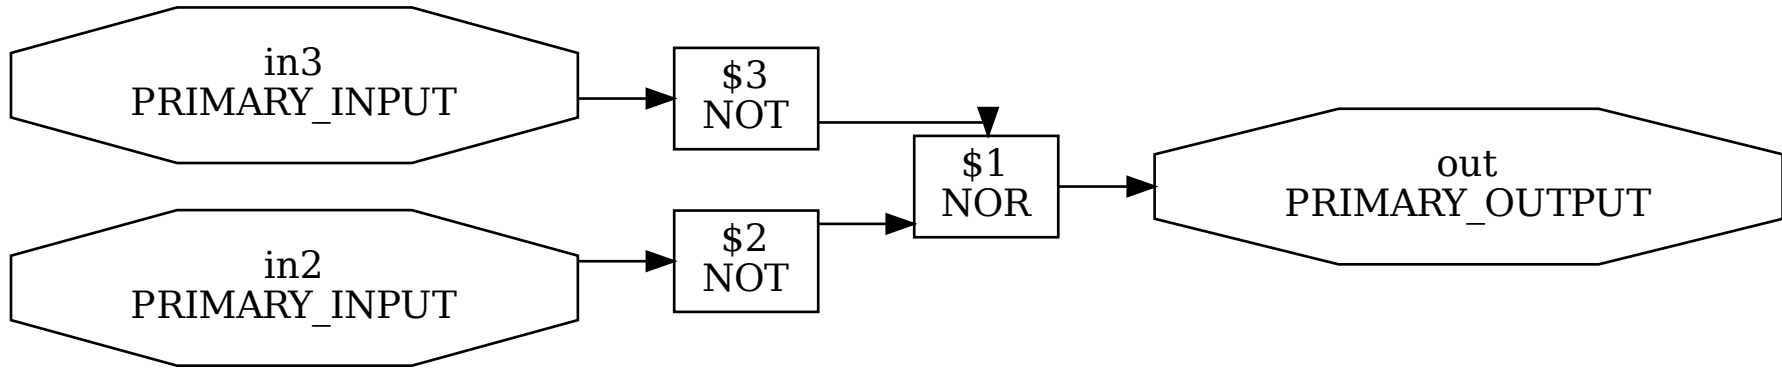 in3
PRIMARY_INPUT
$3
NOT
$1
NOR
out
PRIMARY_OUTPUT
in2
PRIMARY_INPUT
$2
NOT